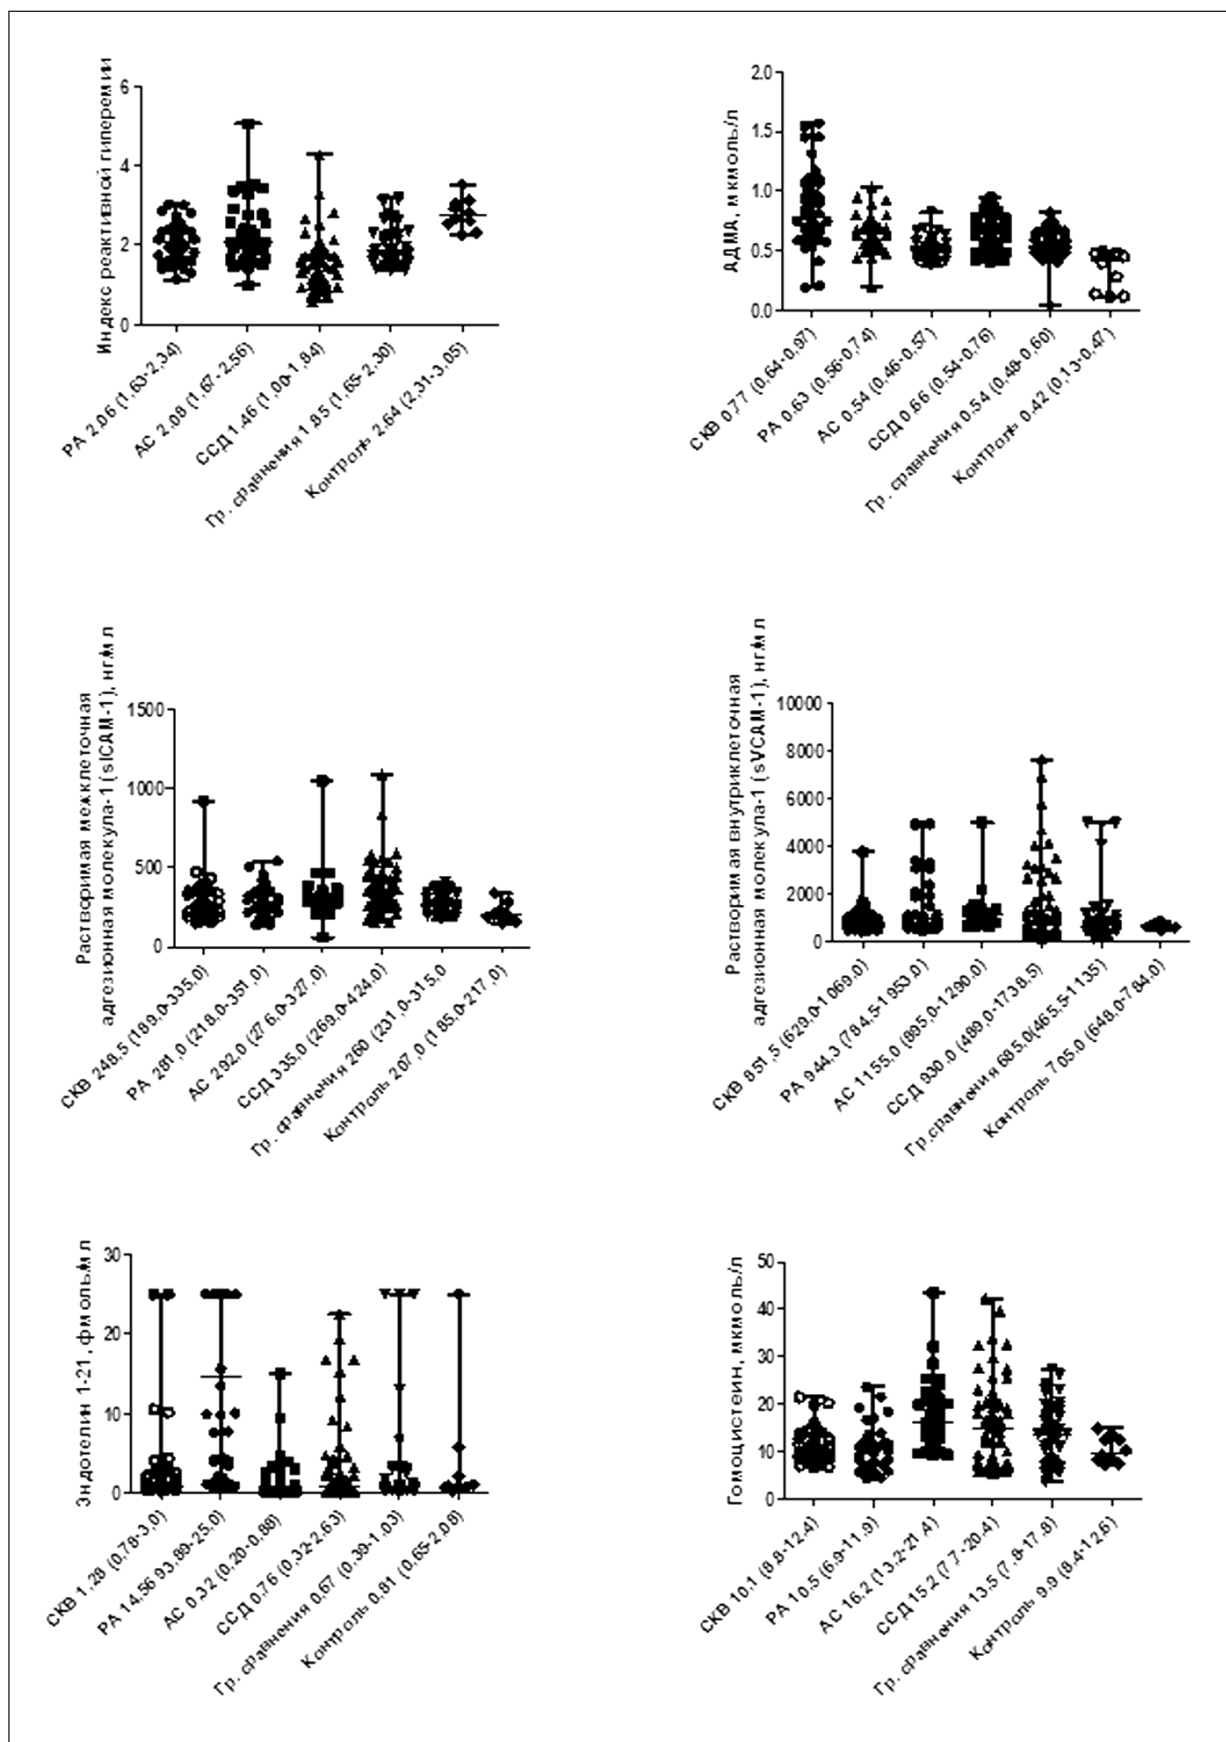 Индекс реактивной гиперемии
6
4
2
0
РА 2,06 (1,63-2,34)
АС 2,08 (1,67-2,56)
ССД 1,46 (1,00-1,84)
Гр. сравнения 1,85 (1,65-2,30)
Контроль 2,64 (2,31-3,05)
АДМА, мкмоль/л
2.0
1.5
1.0
0.5
0.0
СКВ 0,77 (0,64-0,97)
РА 0,63 (0,56-0,74)
АС 0,54 (0,46-0,57)
ССД 0,66 (0,54-0,76)
Гр. сравнения 0,54 (0,48-0,60)
Контроль 0,42 (0,13-0,47)
Растворимая межклеточная
адгезионная молекула-1 (sICAM-1), нг/мл
1500
1000
500
0
СКВ 248,5 (189,0-335,0)
РА 281,0 (218,0-351,0)
АС 292,0 (276,0-327,0)
ССД 335,0 (269,0-424,0)
Гр. сравнения 260 (231,0-315,0
Контроль 207,0 (185,0-217,0)
Растворимая внутриклеточная
адгезионная молекула-1 (sVCAM-1), нг/мл
10000
8000
6000
4000
2000
0
СКВ 851,5 (629,0-1069,0)
РА 944,3 (784,5-1953,0)
АС 1155,0 (895,0-1290,0)
ССД 930,0 (489,0-1738,5)
Гр.сравнения 685,0(465,5-1135)
Контроль 705,0 (648,0-784,0)
Эндотелин 1-21, фмоль/мл
30
20
10
0
СКВ 1,28 (0,78-3,0)
РА 14,56 93,89-25,0)
АС 0,32 (0,20-0,88)
ССД 0,76 (0,32-2,63)
Гр. сравнения 0,67 (0,39-1,03)
Контроль 0,81 (0,65-2,08)
Гомоцистеин, мкмоль/л
50
40
30
20
10
0
СКВ 10,1 (8,8-12,4)
РА 10,5 (6,9-11,9)
АС 16,2 (13,2-21,4)
ССД 15,2 (7,7-20,4)
Гр. сравнения 13,5 (7,8-17,8)
Контроль 9,9 (8,4-12,6)